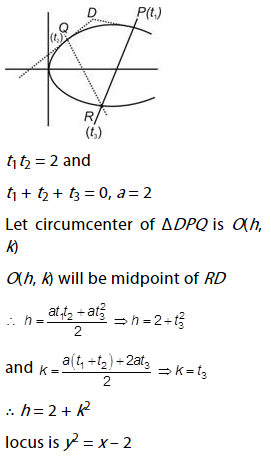 D
P(t₁)
Q
(t₂)
R
(t₃)
t₁t₂ = 2 and
t₁ + t₂ + t₃ = 0, a = 2
Let circumcenter of ΔDPQ is O(h,
k)
O(h, k) will be midpoint of RD
∴ h = (at₁t₂ + at₃²)/2 ⇒ h = 2 + t₃²
and k = (a(t₁ + t₂) + 2at₃)/2 ⇒ k = t₃
∴ h = 2 + k²
locus is y² = x – 2